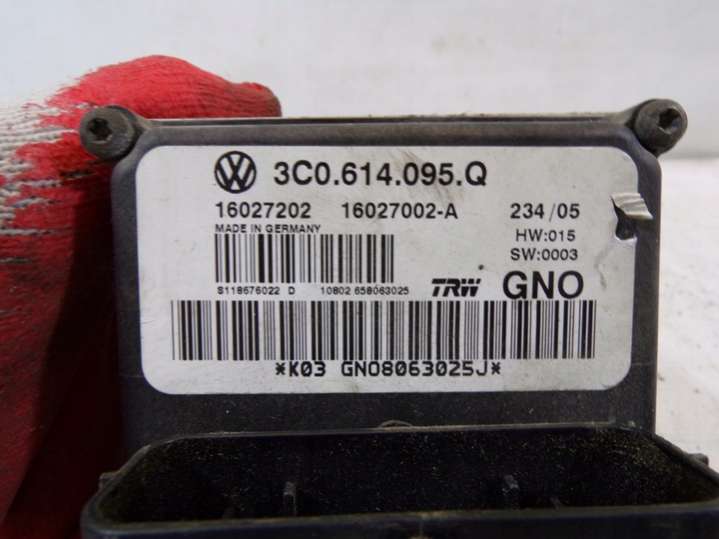 VW 3C0.614.095.Q
16027202 16027002-A 234/05
MADE IN GERMANY HW:015
SW:0003
S118676022 D 10802 658063025 TRW GNO
*K03 GNO8063025J*